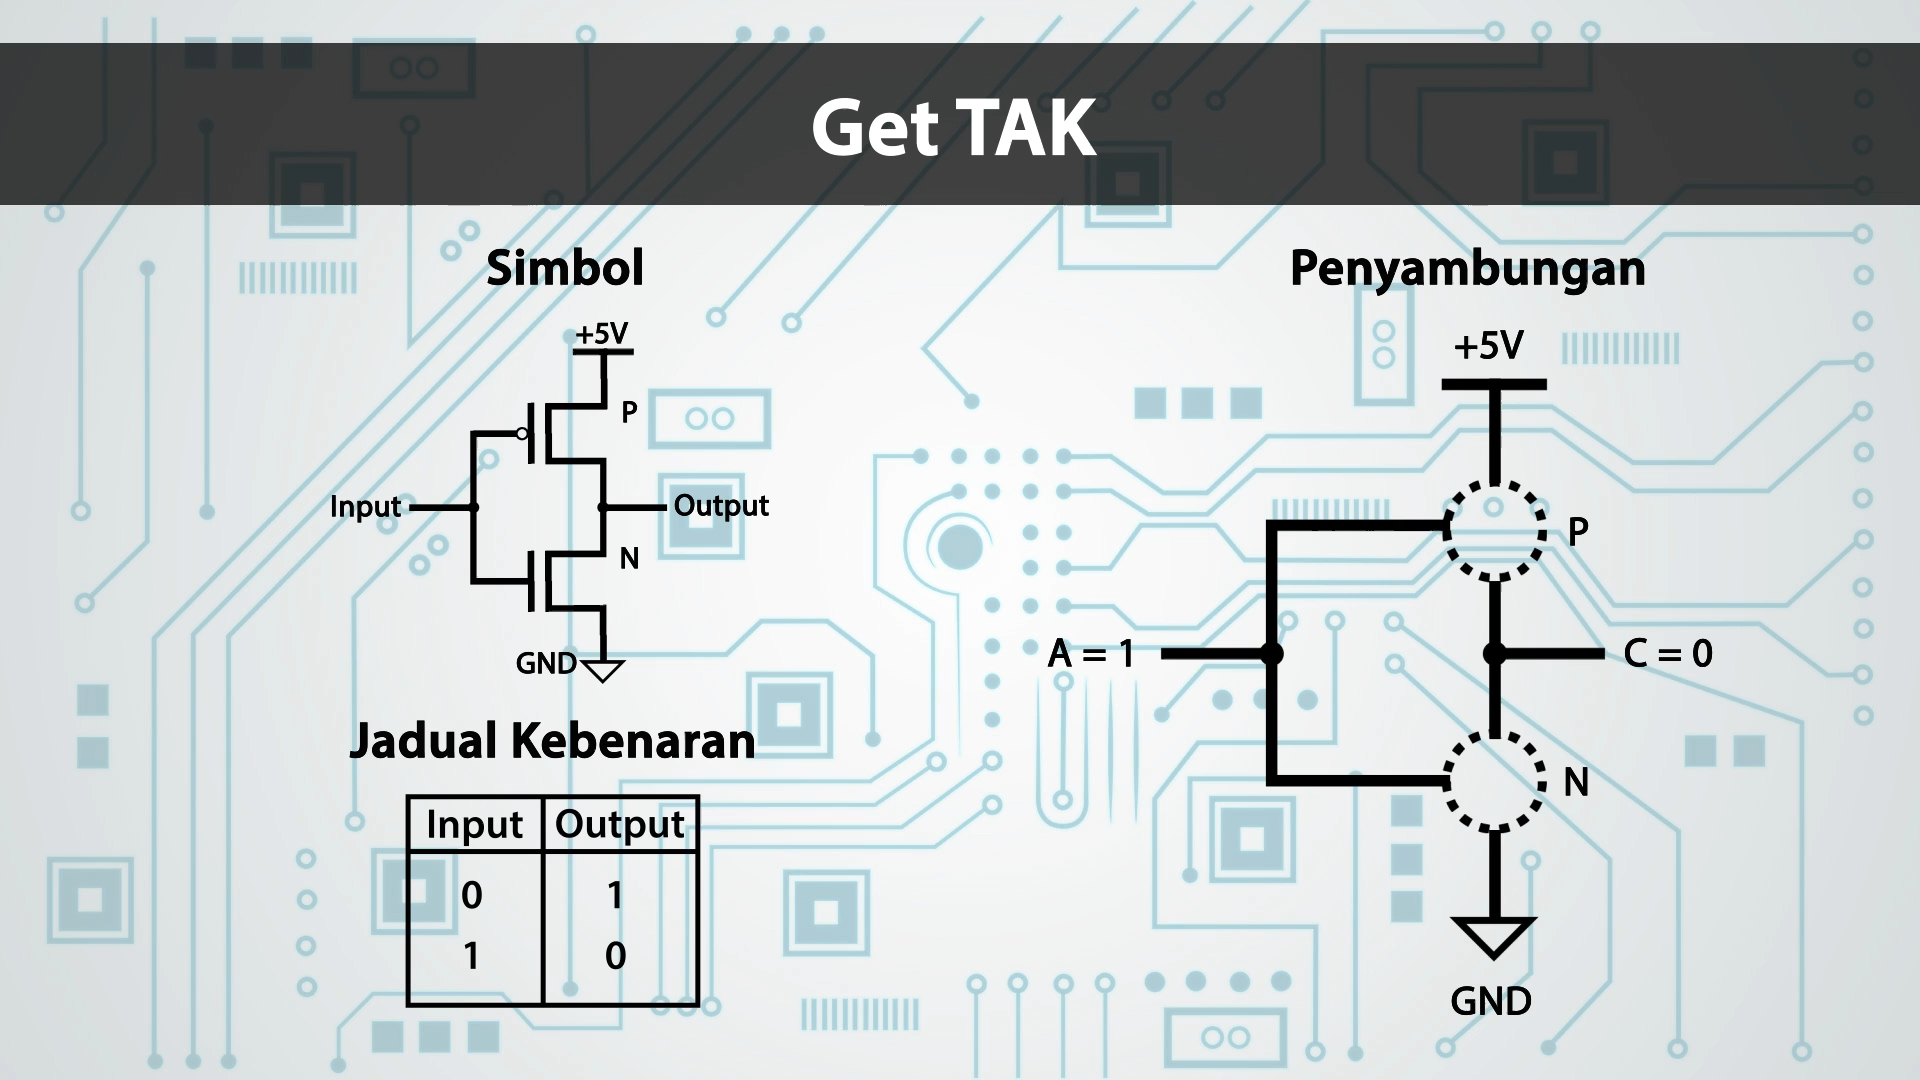 Get TAK
Simbol
+5V
P
Input
Output
N
GND
Jadual Kebenaran
Input Output
0 1
1 0
Penyambungan
+5V
P
A = 1
C = 0
N
GND